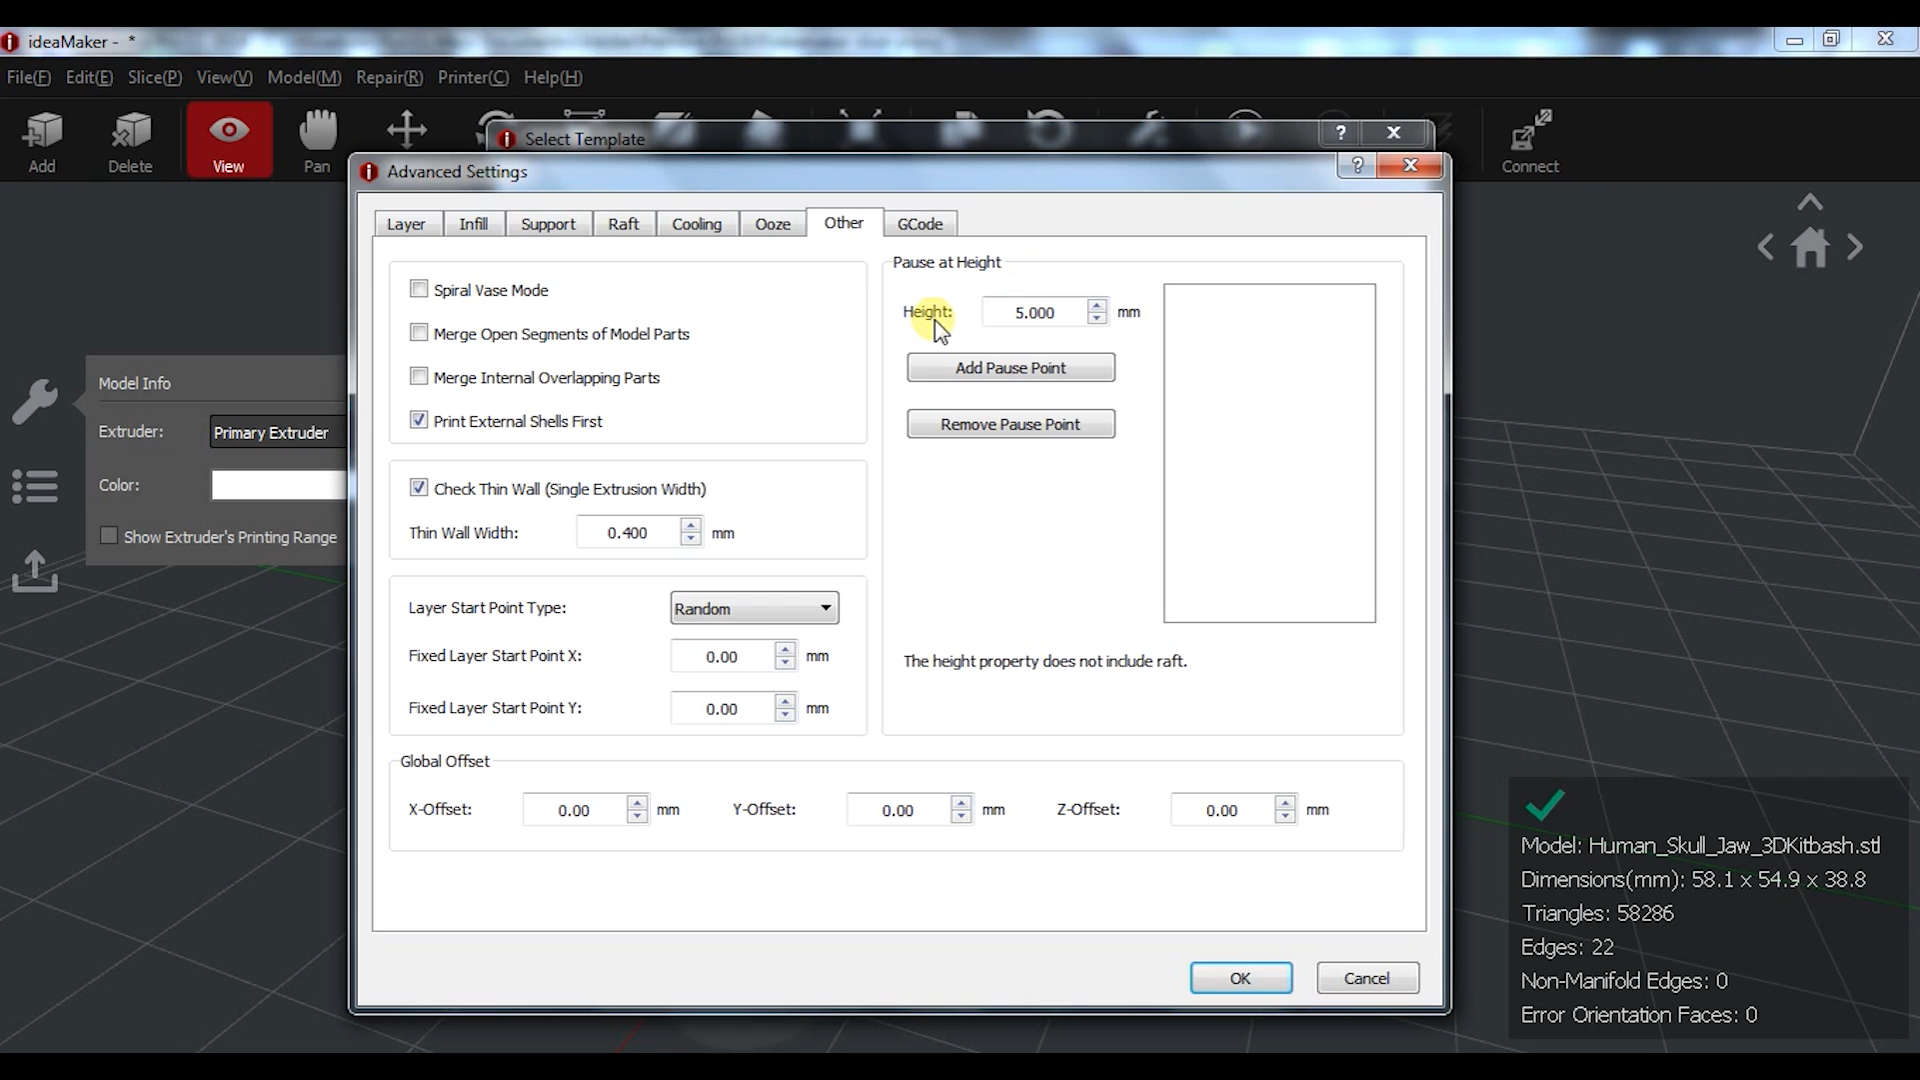 ideaMaker - *
File(F) Edit(E) Slice(P) View(V) Model(M) Repair(R) Printer(C) Help(H)
Add
Delete
View
Pan
Connect
Select Template
?
Advanced Settings
?
Layer
Infill
Support
Raft
Cooling
Ooze
Other
GCode
Spiral Vase Mode
Merge Open Segments of Model Parts
Merge Internal Overlapping Parts
Print External Shells First
Check Thin Wall (Single Extrusion Width)
Thin Wall Width: 0.400 mm
Layer Start Point Type: Random
Fixed Layer Start Point X: 0.00 mm
Fixed Layer Start Point Y: 0.00 mm
Pause at Height
Height: 5.000 mm
Add Pause Point
Remove Pause Point
The height property does not include raft.
Global Offset
X-Offset: 0.00 mm Y-Offset: 0.00 mm Z-Offset: 0.00 mm
OK
Cancel
Model Info
Extruder: Primary Extruder
Color:
Show Extruder's Printing Range
Model: Human_Skull_Jaw_3DKitbash.stl
Dimensions(mm): 58.1 x 54.9 x 38.8
Triangles: 58286
Edges: 22
Non-Manifold Edges: 0
Error Orientation Faces: 0